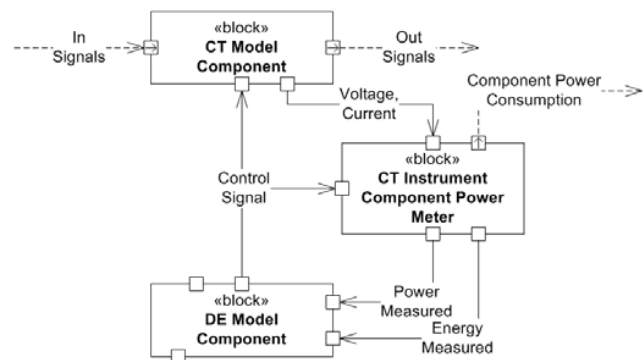 In
Signals
«block»
CT Model
Component
Out
Signals
Component Power
Consumption
Voltage,
Current
«block»
CT Instrument
Component Power
Meter
Control
Signal
«block»
DE Model
Component
Power
Measured
Energy
Measured